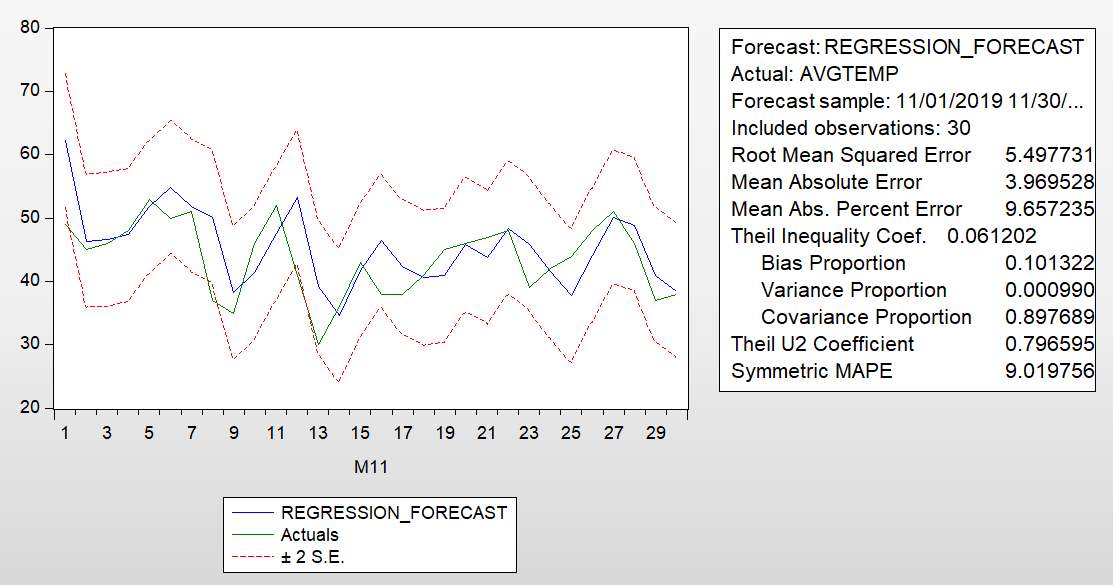 80
70
60
50
40
30
20
1 3 5 7 9 11 13 15 17 19 21 23 25 27 29
M11
REGRESSION_FORECAST
Actuals
± 2 S.E.
Forecast: REGRESSION_FORECAST
Actual: AVGTEMP
Forecast sample: 11/01/2019 11/30/...
Included observations: 30
Root Mean Squared Error 5.497731
Mean Absolute Error 3.969528
Mean Abs. Percent Error 9.657235
Theil Inequality Coef. 0.061202
Bias Proportion 0.101322
Variance Proportion 0.000990
Covariance Proportion 0.897689
Theil U2 Coefficient 0.796595
Symmetric MAPE 9.019756